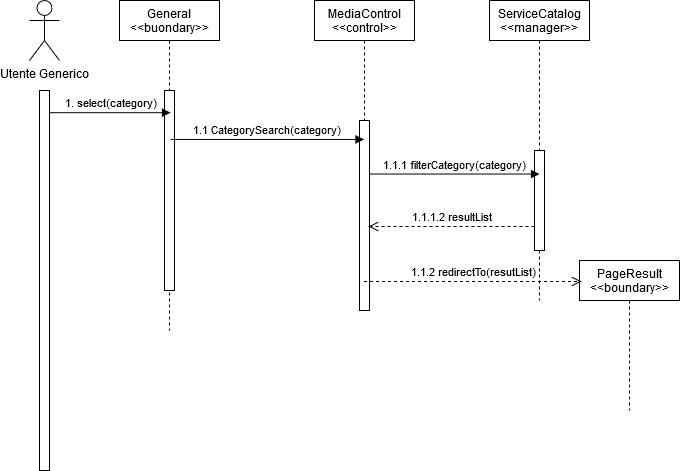 General
<<buondary>>
MediaControl
<<control>>
ServiceCatalog
<<manager>>
Utente Generico
1. select(category)
1.1 CategorySearch(category)
1.1.1 filterCategory(category)
1.1.1.2 resultList
1.1.2 redirectTo(resutList)
PageResult
<<boundary>>